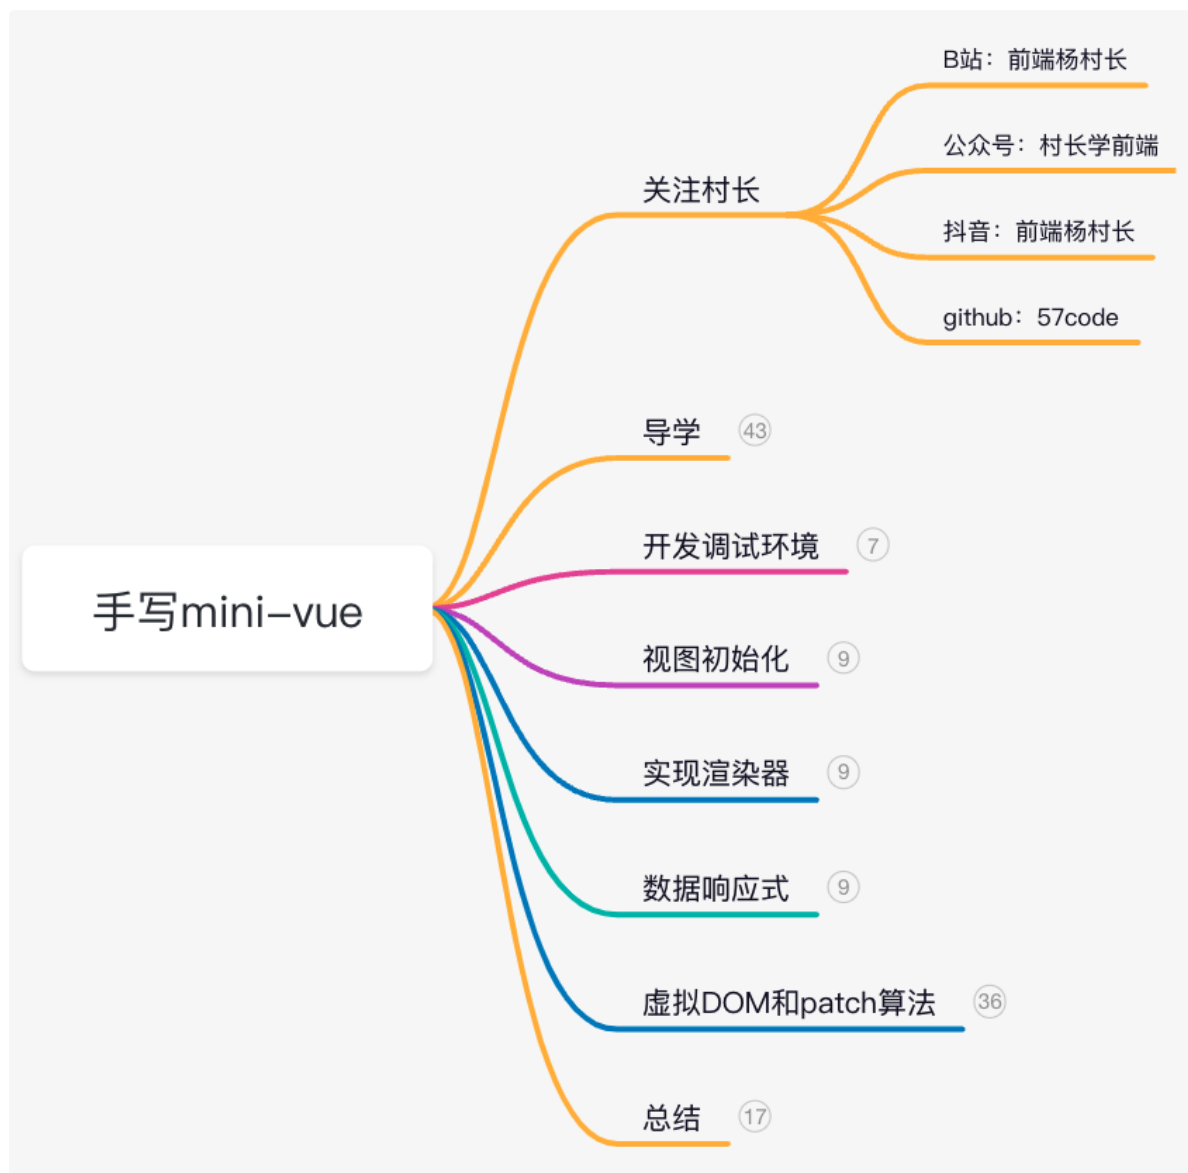 B站：前端杨村长
公众号：村长学前端
关注村长
抖音：前端杨村长
github：57code
导学 43
开发调试环境 7
手写mini-vue
视图初始化 9
实现渲染器 9
数据响应式 9
虚拟DOM和patch算法 36
总结 17